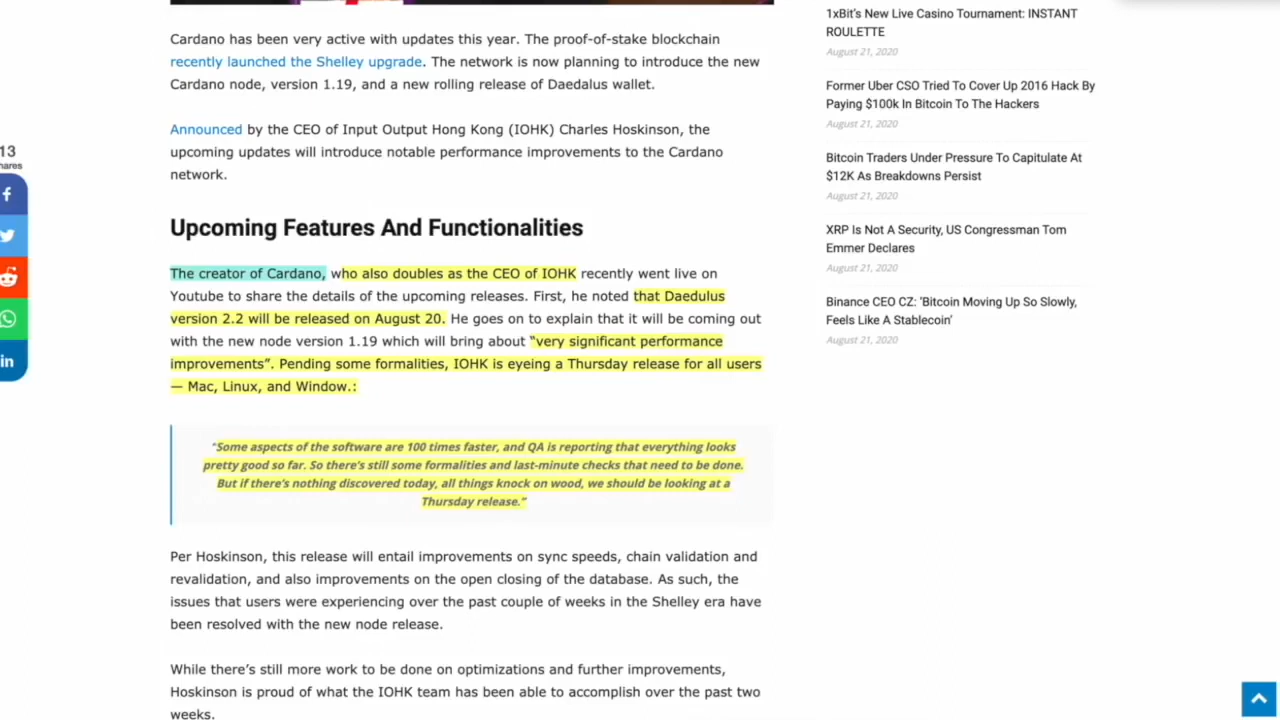 Cardano has been very active with updates this year. The proof-of-stake blockchain
recently launched the Shelley upgrade. The network is now planning to introduce the new
Cardano node, version 1.19, and a new rolling release of Daedalus wallet.
Announced by the CEO of Input Output Hong Kong (IOHK) Charles Hoskinson, the
upcoming updates will introduce notable performance improvements to the Cardano
network.
13
hares
Upcoming Features And Functionalities
The creator of Cardano, who also doubles as the CEO of IOHK recently went live on
Youtube to share the details of the upcoming releases. First, he noted that Daedulus
version 2.2 will be released on August 20. He goes on to explain that it will be coming out
with the new node version 1.19 which will bring about “very significant performance
improvements”. Pending some formalities, IOHK is eyeing a Thursday release for all users
— Mac, Linux, and Window.:
“Some aspects of the software are 100 times faster, and QA is reporting that everything looks
pretty good so far. So there’s still some formalities and last-minute checks that need to be done.
But if there’s nothing discovered today, all things knock on wood, we should be looking at a
Thursday release.”
Per Hoskinson, this release will entail improvements on sync speeds, chain validation and
revalidation, and also improvements on the open closing of the database. As such, the
issues that users were experiencing over the past couple of weeks in the Shelley era have
been resolved with the new node release.
While there’s still more work to be done on optimizations and further improvements,
Hoskinson is proud of what the IOHK team has been able to accomplish over the past two
weeks.
1xBit’s New Live Casino Tournament: INSTANT
ROULETTE
August 21, 2020
Former Uber CSO Tried To Cover Up 2016 Hack By
Paying $100k In Bitcoin To The Hackers
August 21, 2020
Bitcoin Traders Under Pressure To Capitulate At
$12K As Breakdowns Persist
August 21, 2020
XRP Is Not A Security, US Congressman Tom
Emmer Declares
August 21, 2020
Binance CEO CZ: ‘Bitcoin Moving Up So Slowly,
Feels Like A Stablecoin’
August 21, 2020